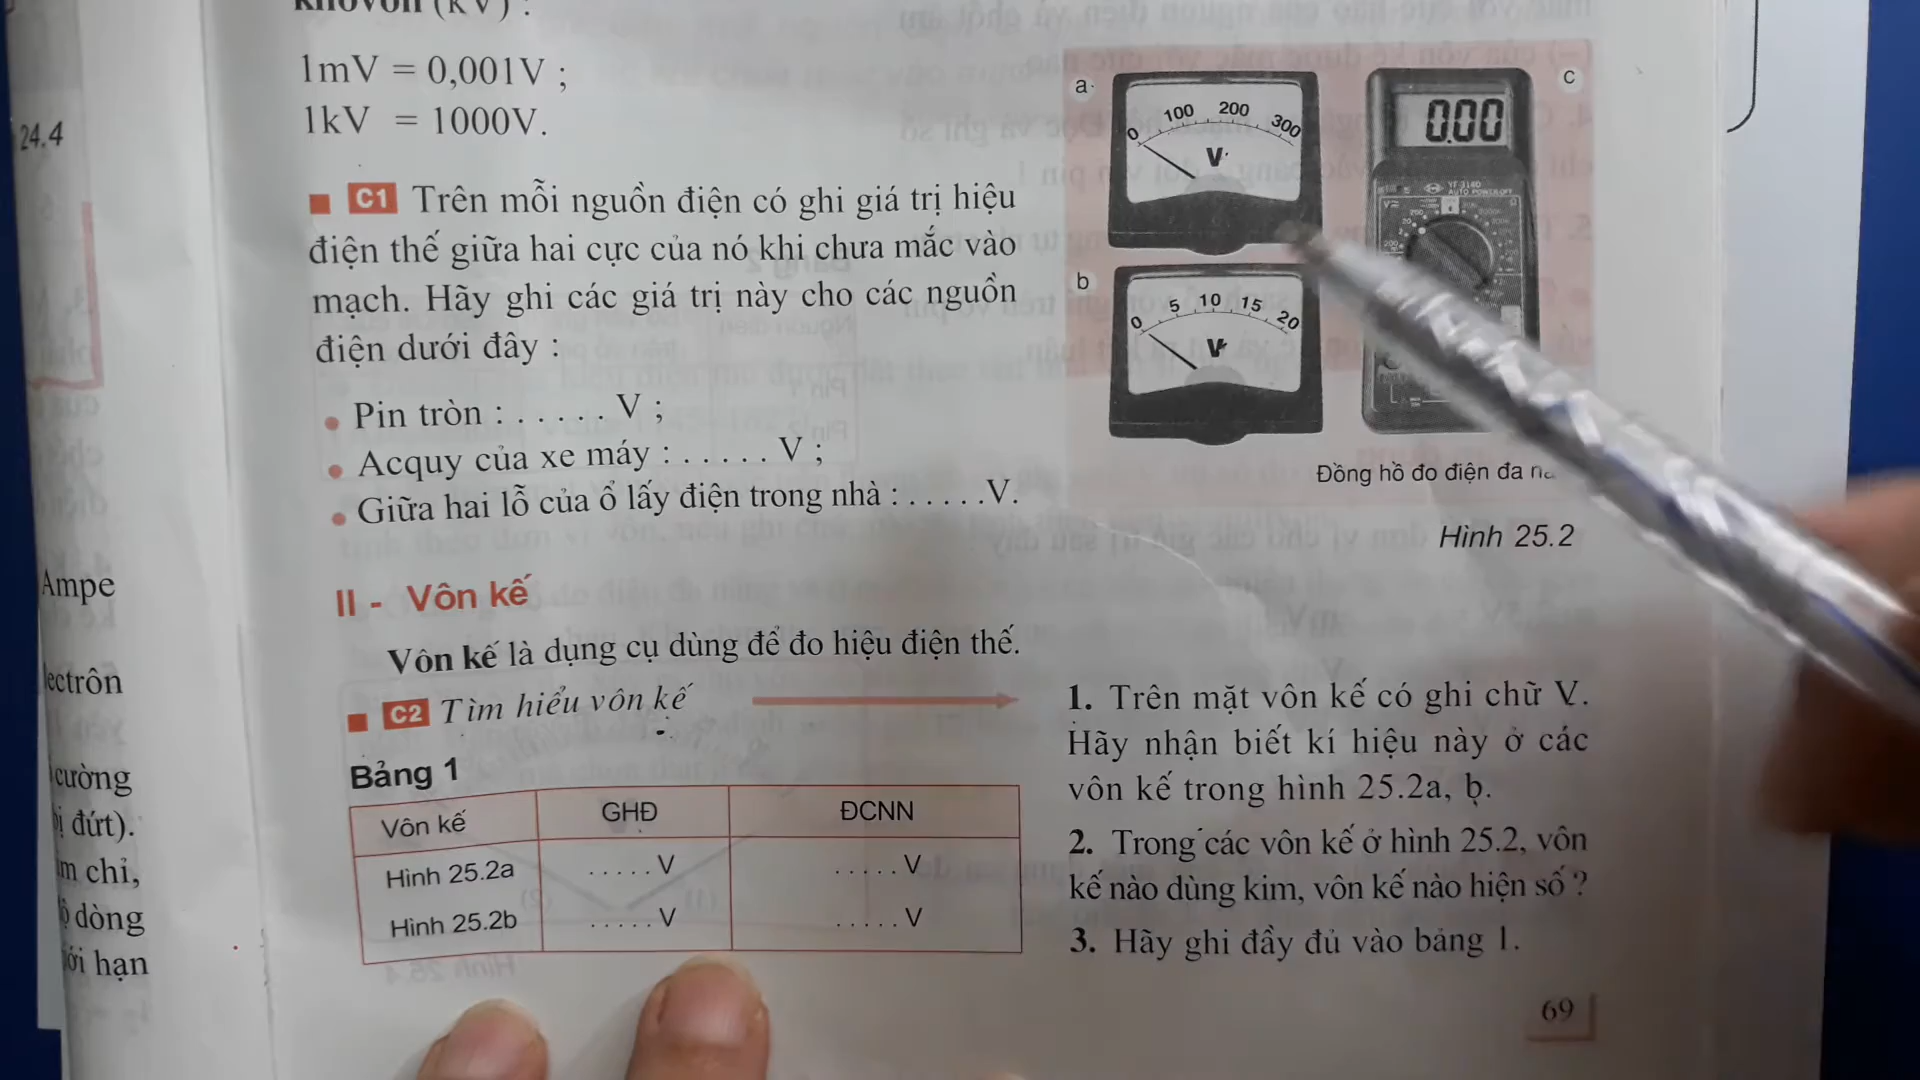 1mV = 0,001V ;
1kV = 1000V.
C1 Trên mỗi nguồn điện có ghi giá trị hiệu
điện thế giữa hai cực của nó khi chưa mắc vào
mạch. Hãy ghi các giá trị này cho các nguồn
điện dưới đây :
• Pin tròn : . . . . . V ;
• Acquy của xe máy : . . . . . V ;
• Giữa hai lỗ của ổ lấy điện trong nhà : . . . . .V.
II - Vôn kế
Vôn kế là dụng cụ dùng để đo hiệu điện thế.
C2 Tìm hiểu vôn kế
Bảng 1
Vôn kế GHĐ ĐCNN
Hình 25.2a . . . . . V . . . . . V
Hình 25.2b . . . . . V . . . . . V
a
0 100 200 300
V
b
0 5 10 15 20
V
c
0.00
AUTO POWER OFF
Đồng hồ đo điện đa
Hình 25.2
1. Trên mặt vôn kế có ghi chữ V.
Hãy nhận biết kí hiệu này ở các
vôn kế trong hình 25.2a, b.
2. Trong các vôn kế ở hình 25.2, vôn
kế nào dùng kim, vôn kế nào hiện số ?
3. Hãy ghi đầy đủ vào bảng 1.
69
24.4
Ampe
cường
đứt).
chỉ,
dòng
hạn